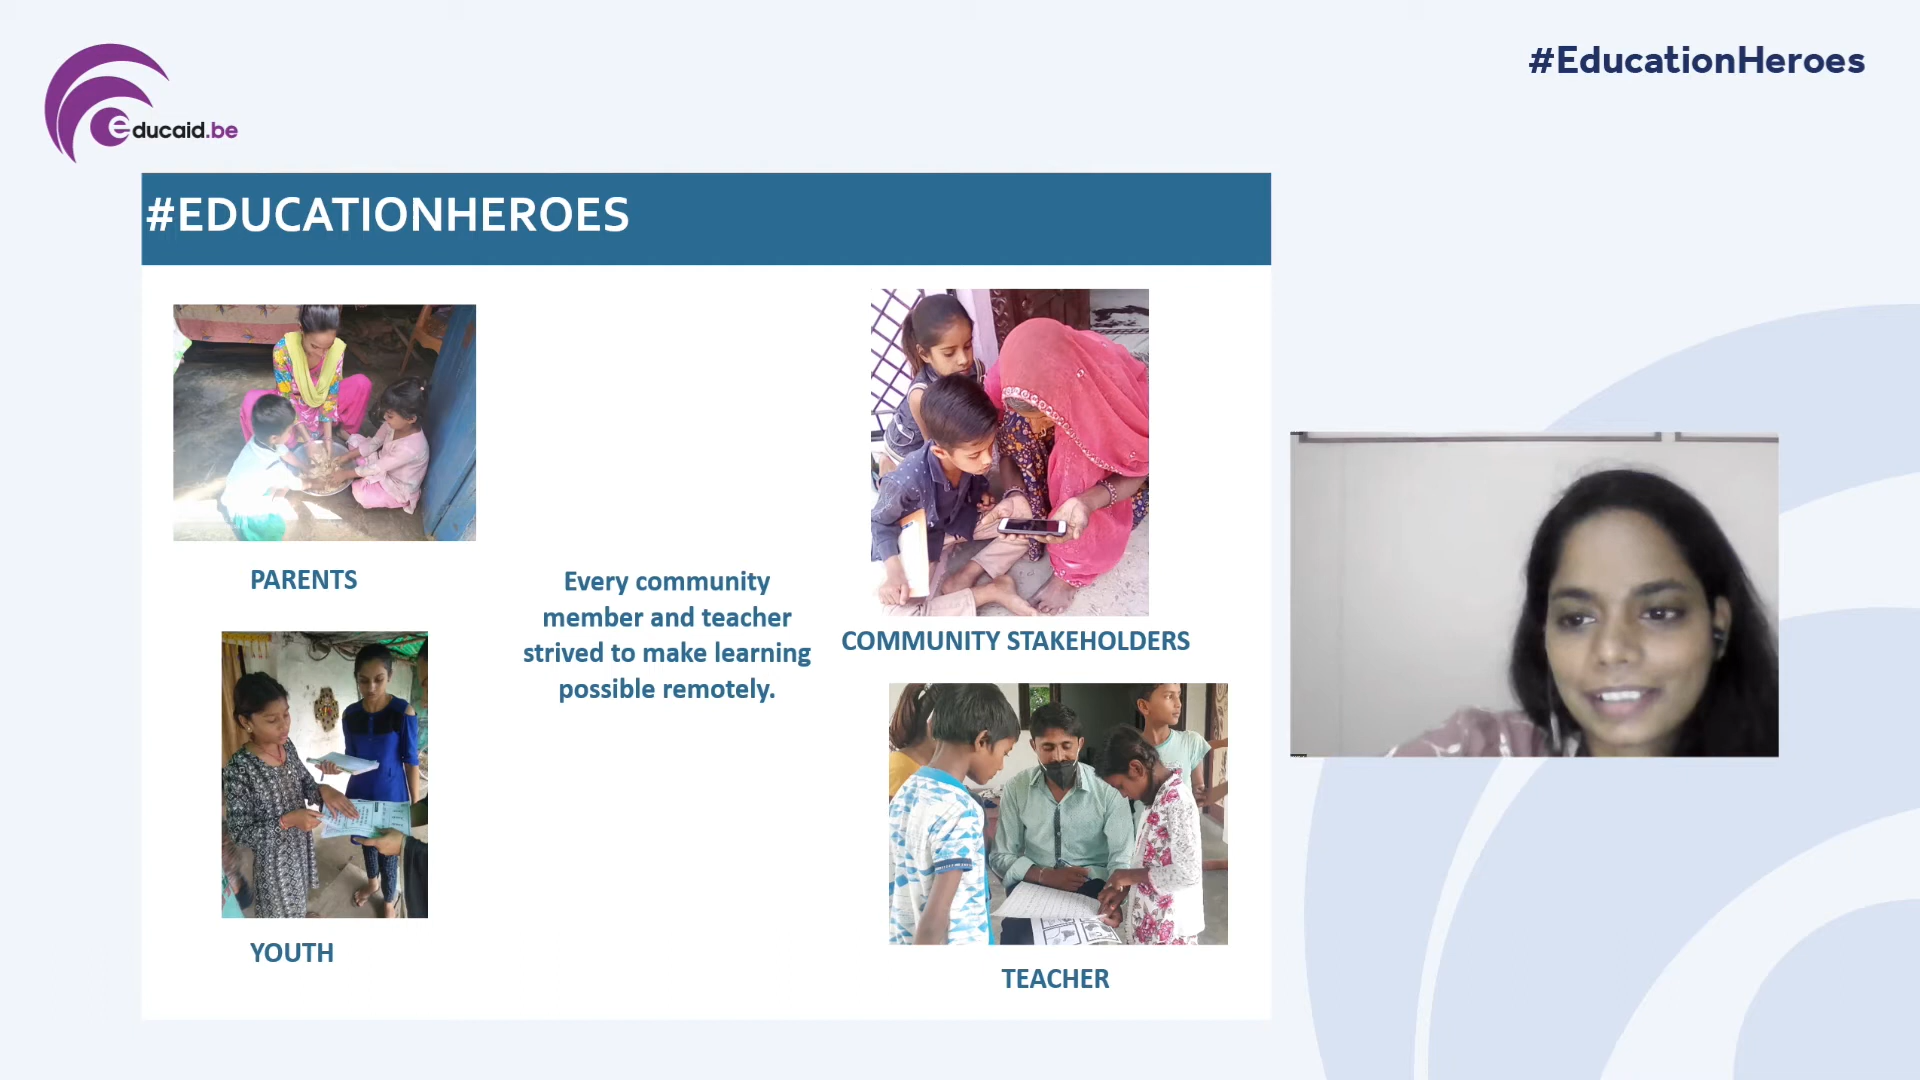 educaid.be
#EducationHeroes
#EDUCATIONHEROES
PARENTS
Every community
member and teacher
strived to make learning
possible remotely.
COMMUNITY STAKEHOLDERS
YOUTH
TEACHER